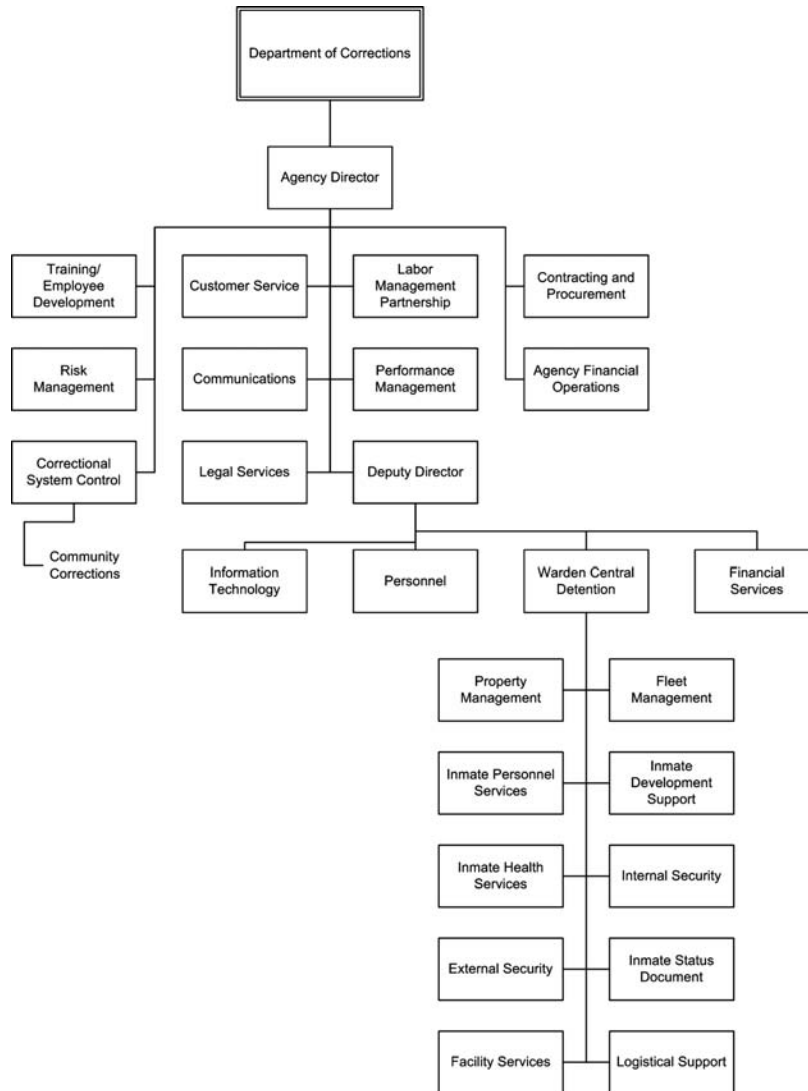 Department of Corrections
Agency Director
Training/
Employee
Development
Customer Service
Labor
Management
Partnership
Contracting and
Procurement
Risk
Management
Communications
Performance
Management
Agency Financial
Operations
Correctional
System Control
Legal Services
Deputy Director
Community
Corrections
Information
Technology
Personnel
Warden Central
Detention
Financial
Services
Property
Management
Fleet
Management
Inmate Personnel
Services
Inmate
Development
Support
Inmate Health
Services
Internal Security
External Security
Inmate Status
Document
Facility Services
Logistical Support